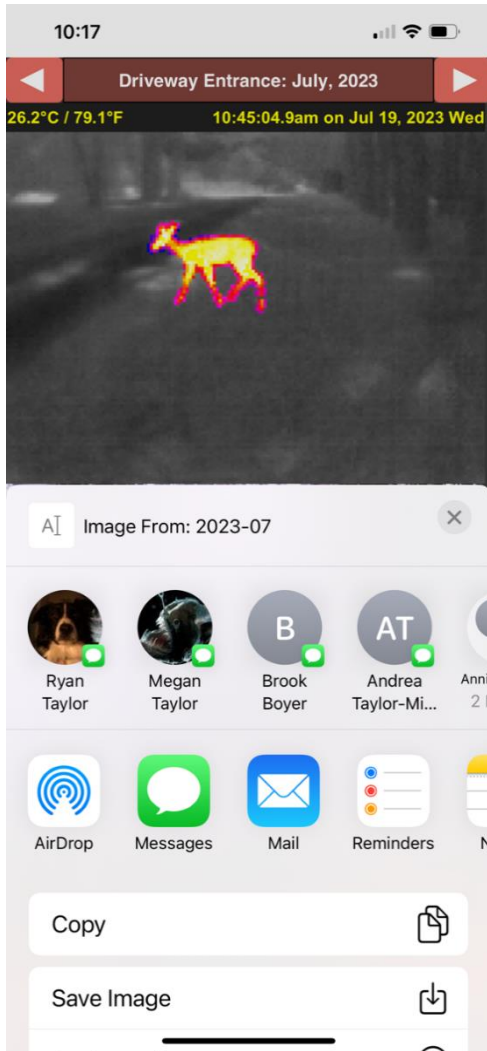 10:17
Driveway Entrance: July, 2023
26.2°C / 79.1°F 10:45:04.9am on Jul 19, 2023 Wed
Image From: 2023-07
B AT
Ryan Taylor
Megan Taylor
Brook Boyer
Andrea Taylor-Mi...
AirDrop
Messages
Mail
Reminders
Copy
Save Image